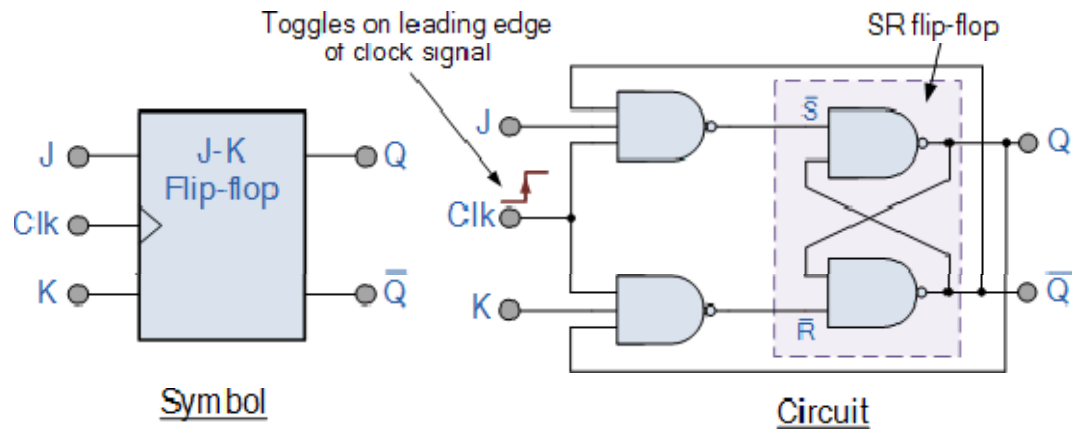 Toggles on leading edge
of clock signal
SR flip-flop
J
J-K
Flip-flop
Q
Clk
K
Q̅
Symbol
J
Clk
K
S̅
R̅
Q
Q̅
Circuit